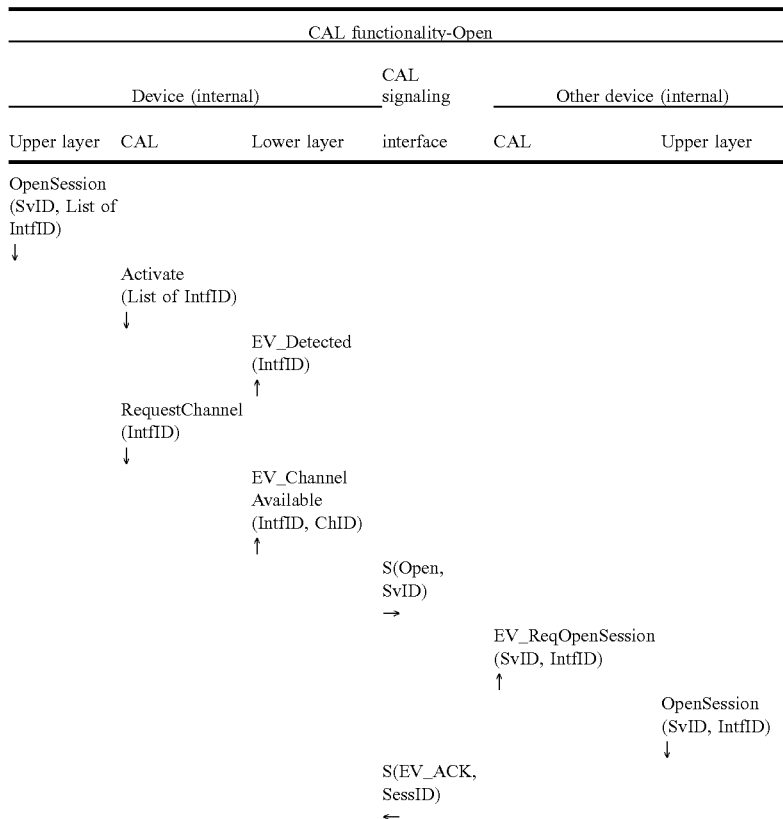 CAL functionality-Open
CAL
Device (internal) signaling Other device (internal)
Upper layer CAL Lower layer interface CAL Upper layer
OpenSession
(SvID, List of
IntfID)
↓
Activate
(List of IntfID)
↓
EV_Detected
(IntfID)
↑
RequestChannel
(IntfID)
↓
EV_Channel
Available
(IntfID, ChID)
↑
S(Open,
SvID)
→
EV_ReqOpenSession
(SvID, IntfID)
↑
OpenSession
(SvID, IntfID)
↓
S(EV_ACK,
SessID)
←